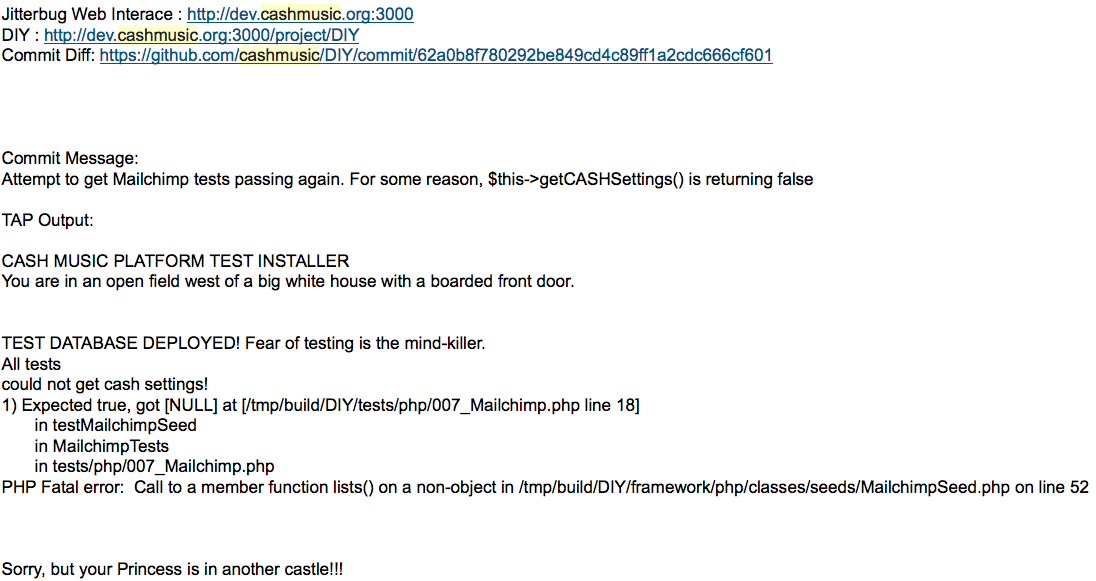 Jitterbug Web Interace : http://dev.cashmusic.org:3000
DIY : http://dev.cashmusic.org:3000/project/DIY
Commit Diff: https://github.com/cashmusic/DIY/commit/62a0b8f780292be849cd4c89ff1a2cdc666cf601
Commit Message:
Attempt to get Mailchimp tests passing again. For some reason, $this->getCASHSettings() is returning false
TAP Output:
CASH MUSIC PLATFORM TEST INSTALLER
You are in an open field west of a big white house with a boarded front door.
TEST DATABASE DEPLOYED! Fear of testing is the mind-killer.
All tests
could not get cash settings!
1) Expected true, got [NULL] at [/tmp/build/DIY/tests/php/007_Mailchimp.php line 18]
in testMailchimpSeed
in MailchimpTests
in tests/php/007_Mailchimp.php
PHP Fatal error:  Call to a member function lists() on a non-object in /tmp/build/DIY/framework/php/classes/seeds/MailchimpSeed.php on line 52
Sorry, but your Princess is in another castle!!!